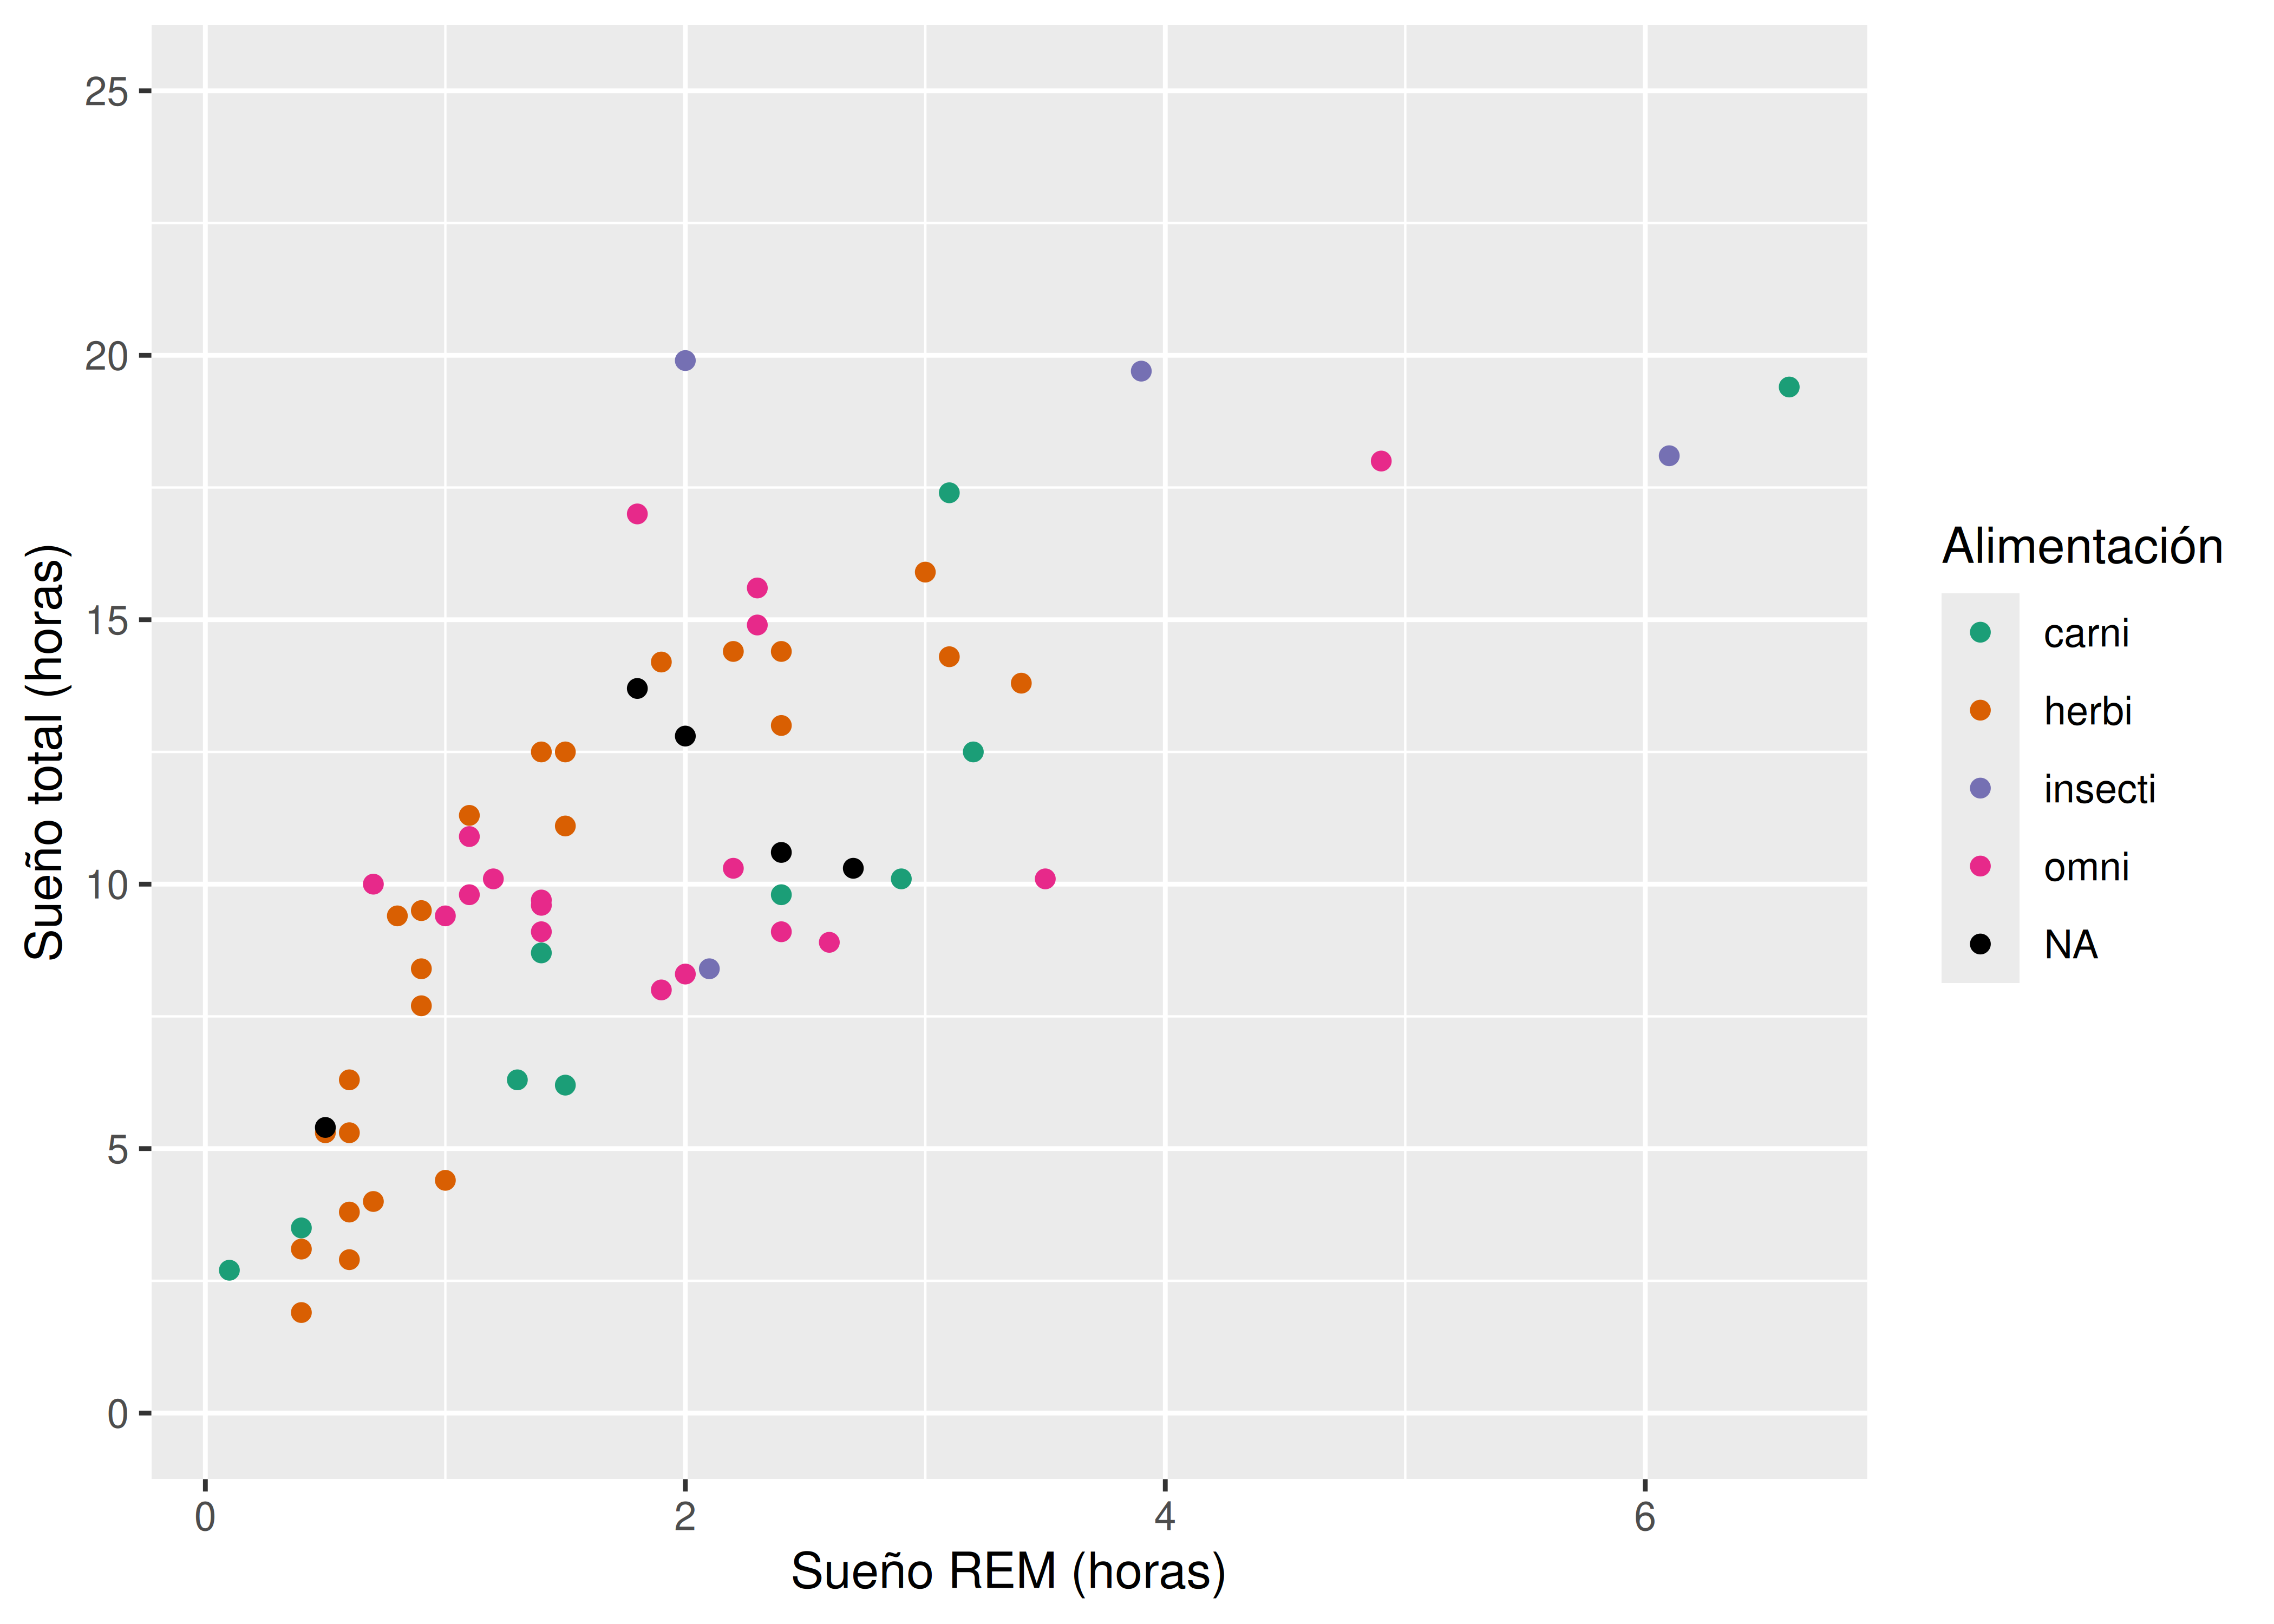 25
20
15
10
5
0
Sueño total (horas)
0 2 4 6
Sueño REM (horas)
Alimentación
carni
herbi
insecti
omni
NA